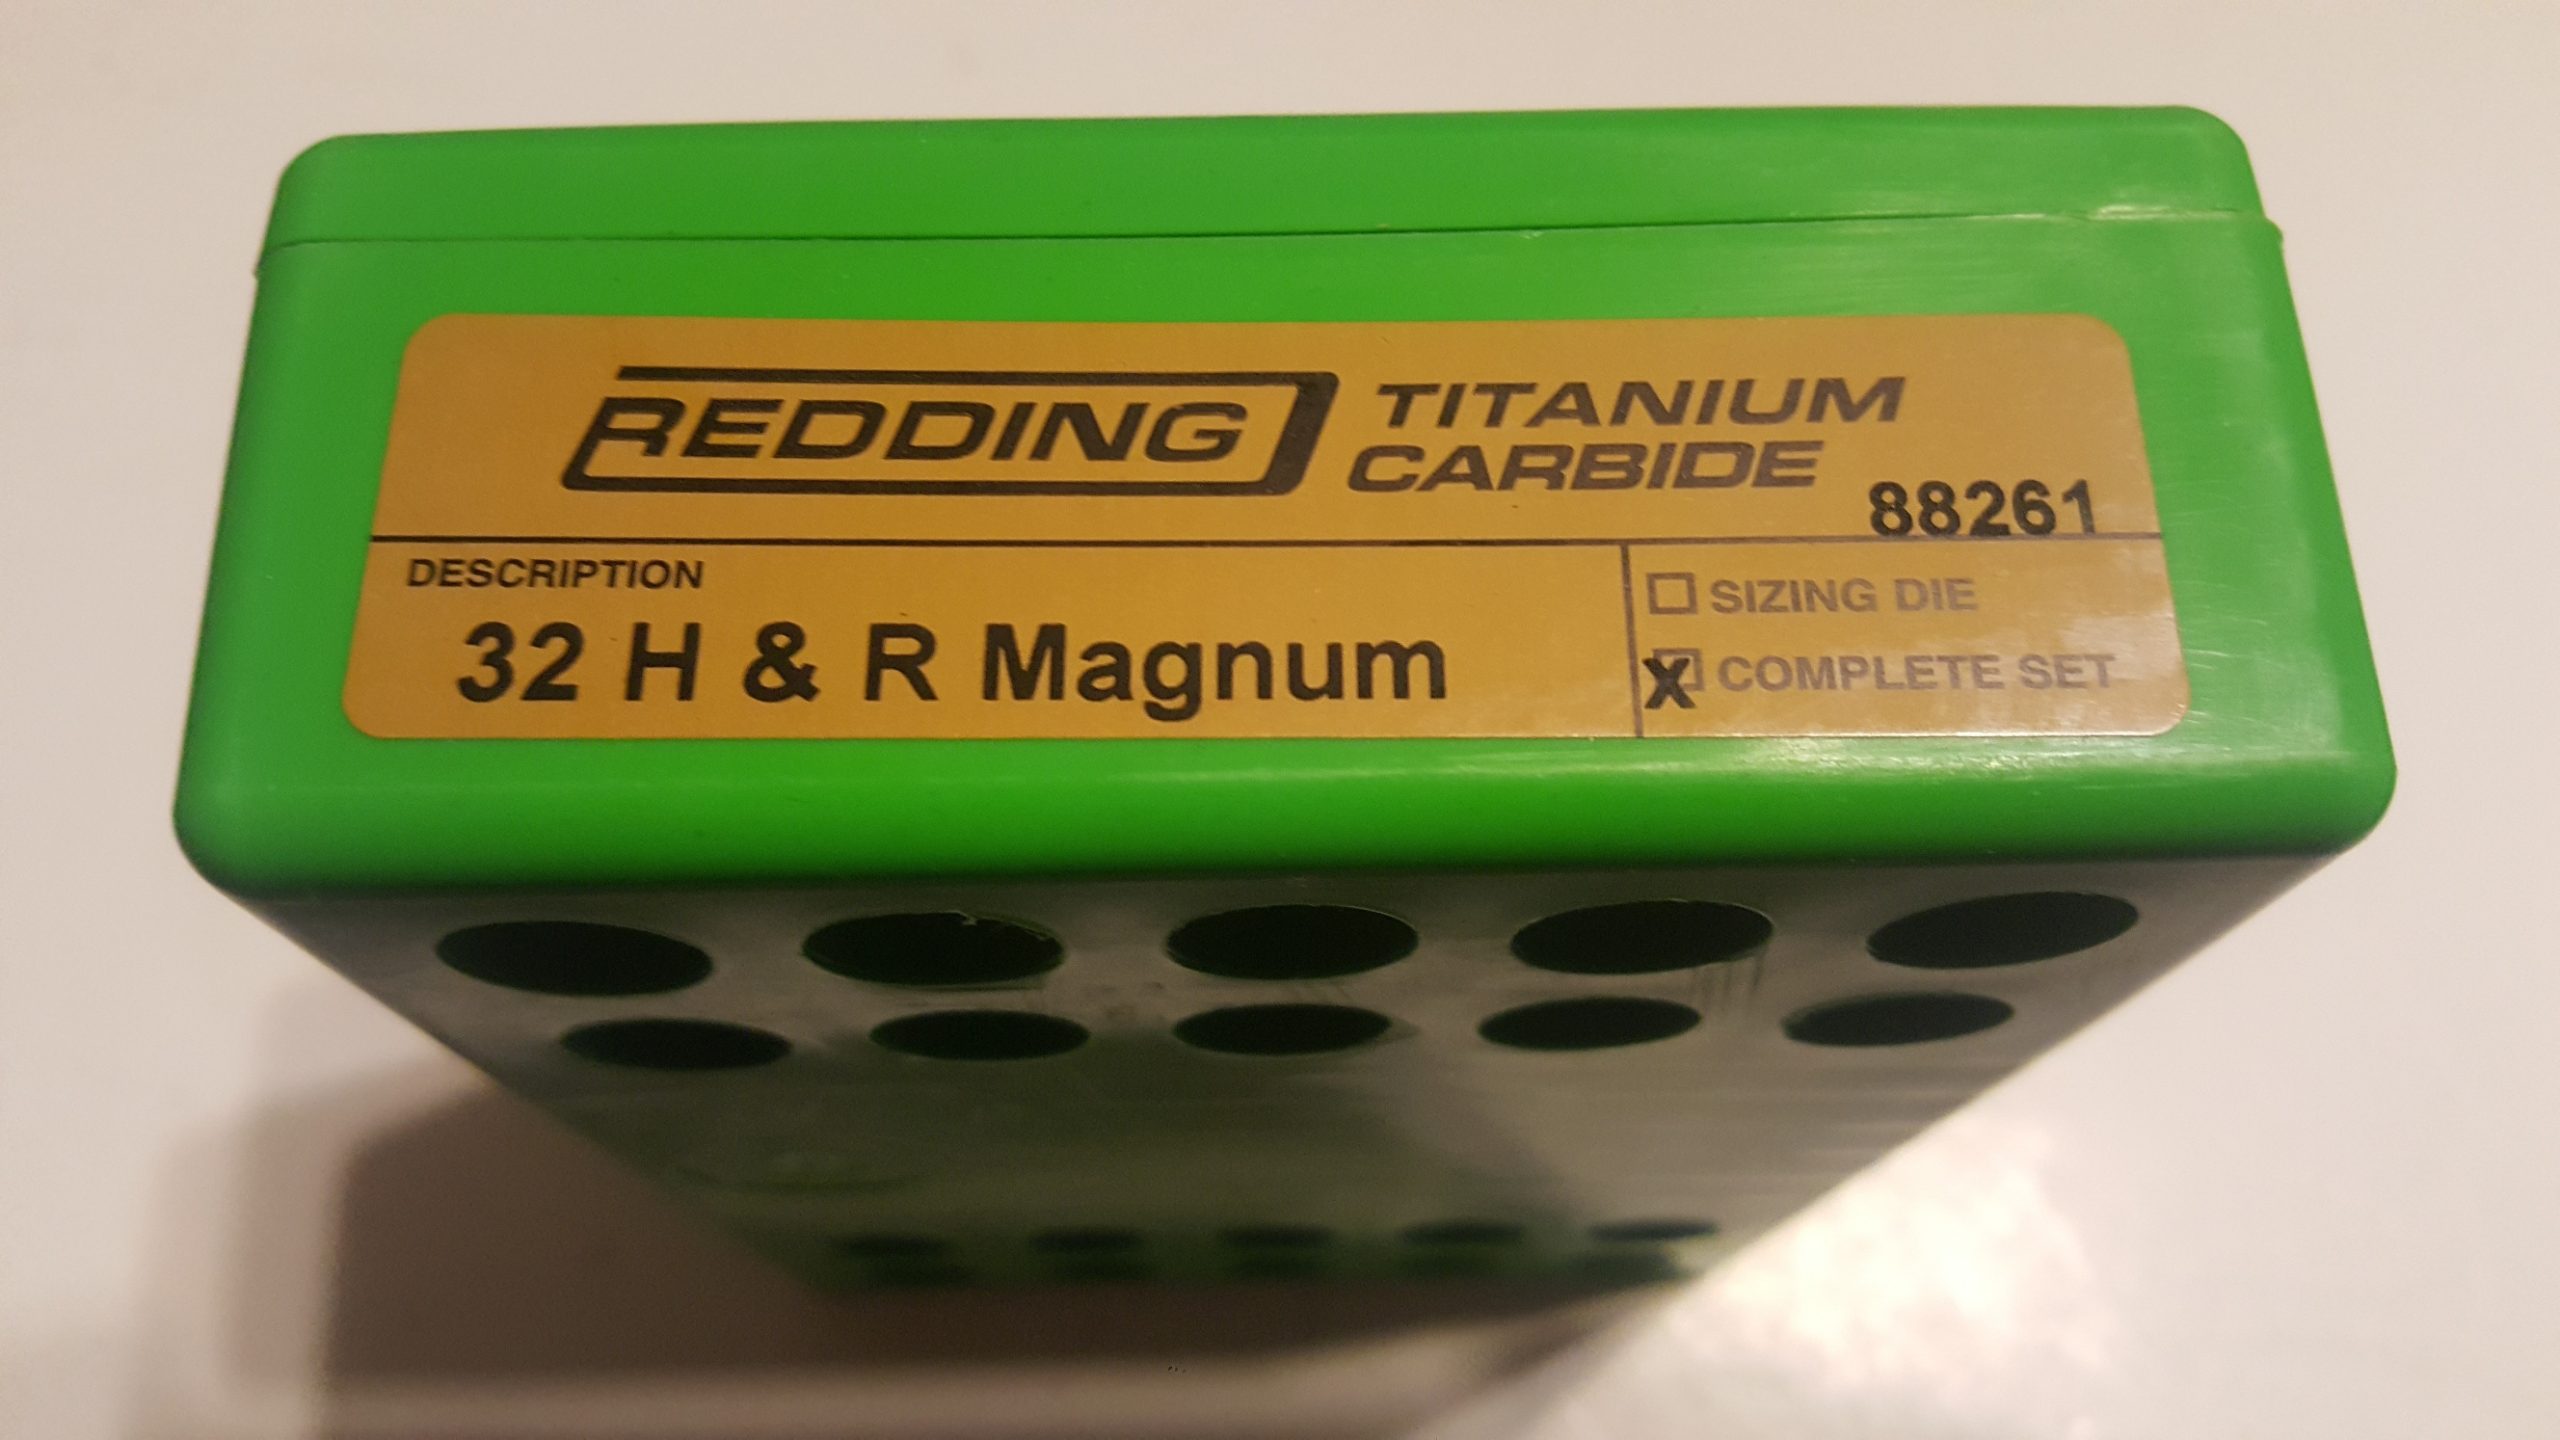 REDDING TITANIUM
CARBIDE
88261
DESCRIPTION
32 H & R Magnum
SIZING DIE
X COMPLETE SET